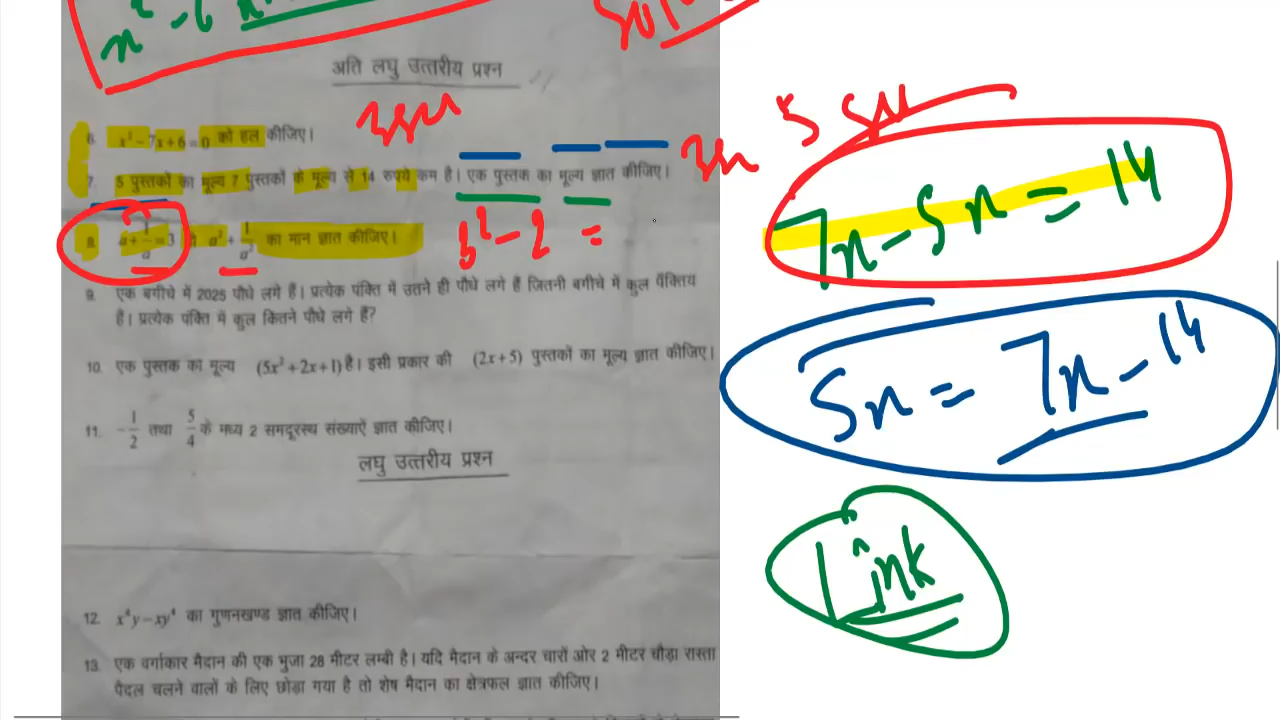 x² - 6
अति लघु उत्तरीय प्रश्न
6. x² - 7x + 6 = 0 को हल कीजिए।
7. 5 पुस्तकों का मूल्य 7 पुस्तकों के मूल्य से 14 रुपये कम है। एक पुस्तक का मूल्य ज्ञात कीजिए।
8. a + 1/a = 3 a² + 1/a² का मान ज्ञात कीजिए।
3² - 2 =
9. एक बगीचे में 2025 पौधे लगे हैं। प्रत्येक पंक्ति में उतने ही पौधे लगे हैं जितनी बगीचे में कुल पंक्तिय
हैं। प्रत्येक पंक्ति में कुल कितने पौधे लगे हैं?
10. एक पुस्तक का मूल्य (5x² + 2x + 1) है। इसी प्रकार की (2x + 5) पुस्तकों का मूल्य ज्ञात कीजिए।
11. -1/2 तथा 5/4 के मध्य 2 समदूरस्थ संख्याऐं ज्ञात कीजिए।
लघु उत्तरीय प्रश्न
12. x⁴y - xy⁴ का गुणनखण्ड ज्ञात कीजिए।
13. एक वर्गाकार मैदान की एक भुजा 28 मीटर लम्बी है। यदि मैदान के अन्दर चारों ओर 2 मीटर चौड़ा रास्ता
पैदल चलने वालों के लिए छोड़ा गया है तो शेष मैदान का क्षेत्रफल ज्ञात कीजिए।
7x - 5x = 14
5x = 7x - 14
Link